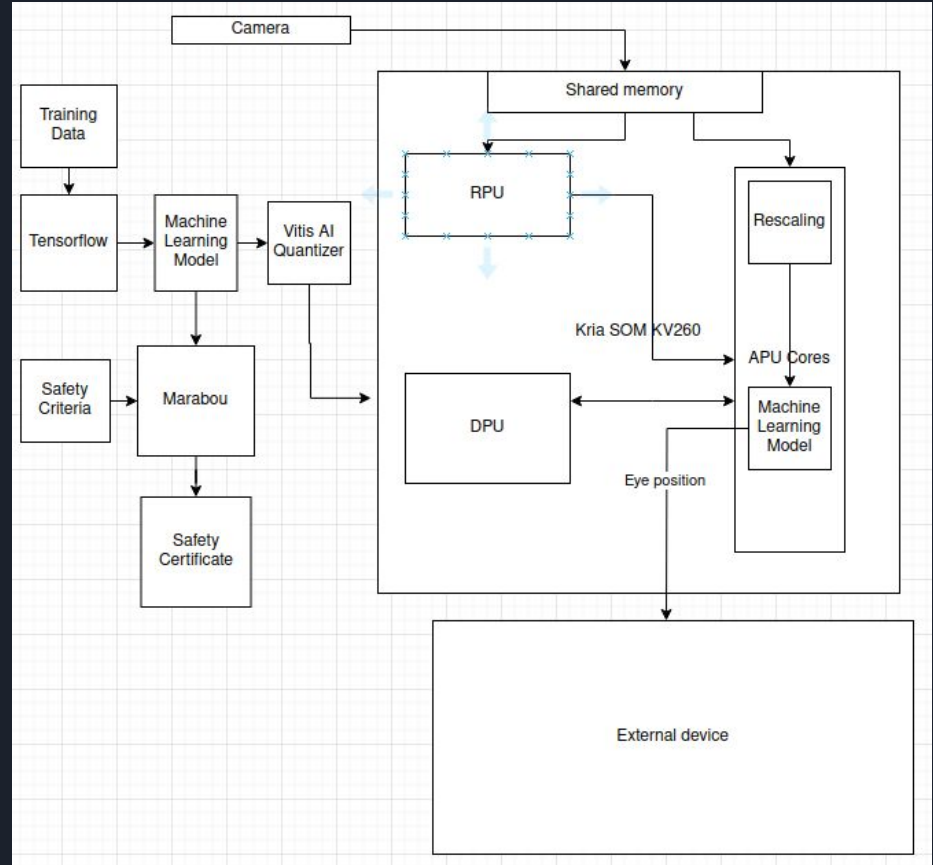 Camera
Shared memory
Training
Data
RPU
Rescaling
Tensorflow
Machine
Learning
Model
Vitis AI
Quantizer
Kria SOM KV260
APU Cores
Safety
Criteria
Marabou
DPU
Machine
Learning
Model
Eye position
Safety
Certificate
External device